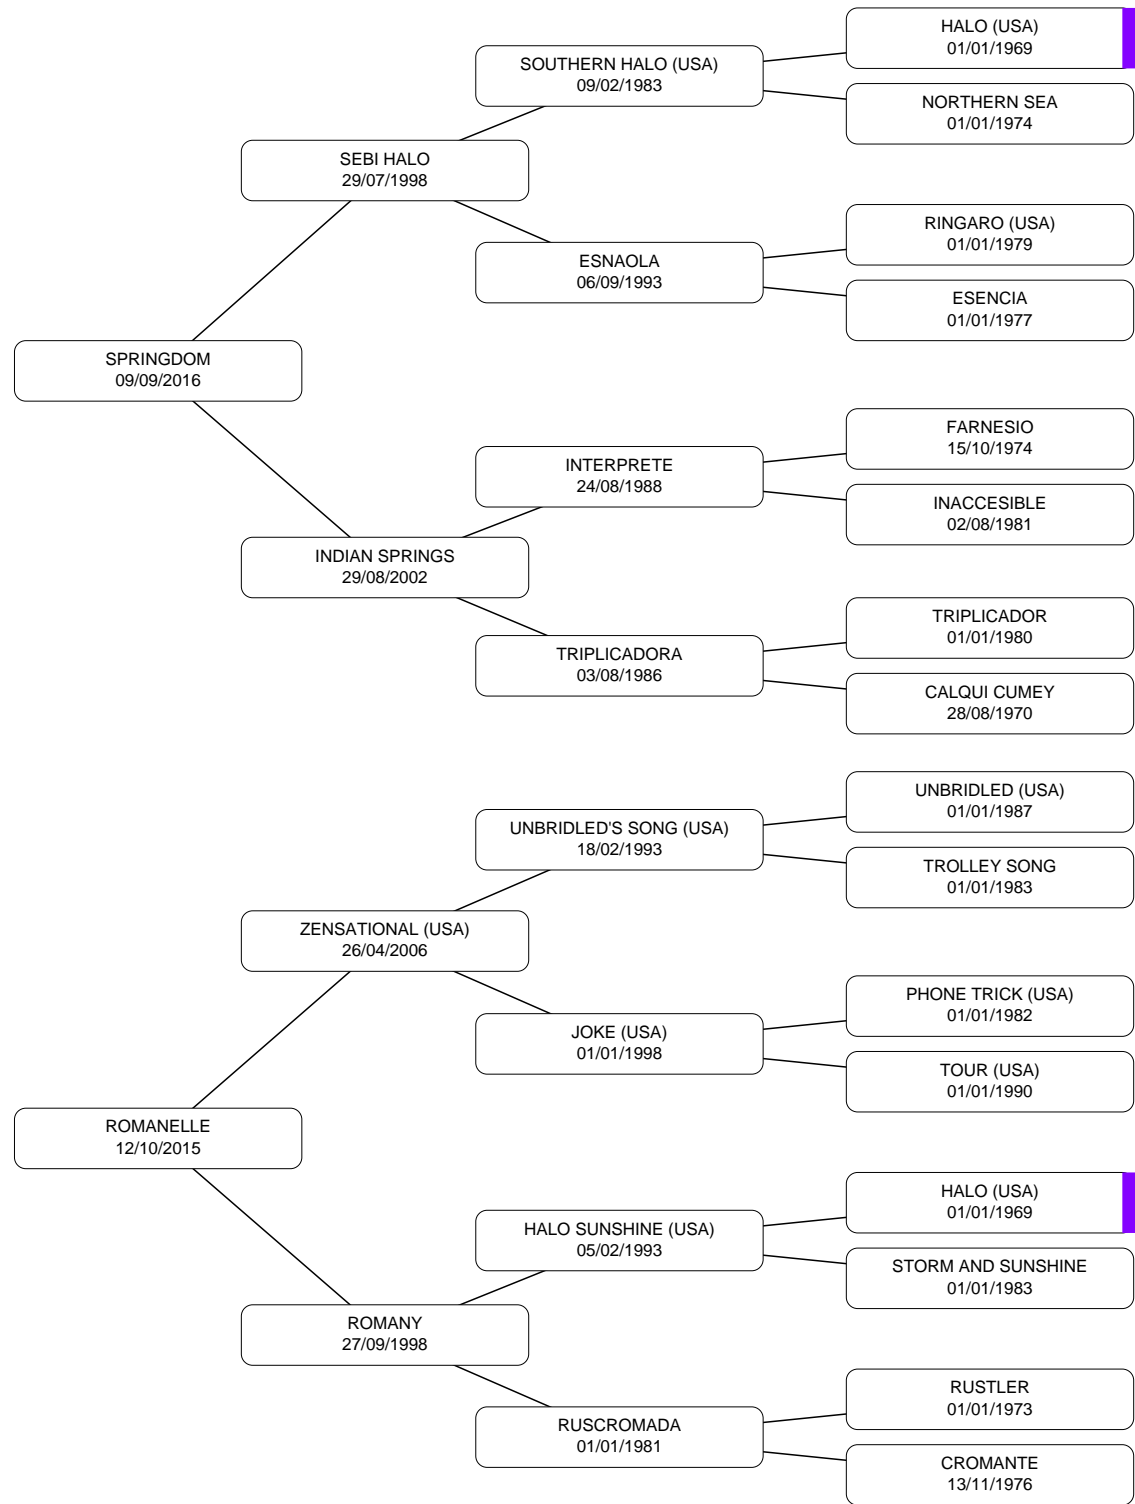 HALO (USA)
01/01/1969
SOUTHERN HALO (USA)
09/02/1983
NORTHERN SEA
01/01/1974
SEBI HALO
29/07/1998
RINGARO (USA)
01/01/1979
ESNAOLA
06/09/1993
ESENCIA
01/01/1977
SPRINGDOM
09/09/2016
FARNESIO
15/10/1974
INTERPRETE
24/08/1988
INACCESIBLE
02/08/1981
INDIAN SPRINGS
29/08/2002
TRIPLICADOR
01/01/1980
TRIPLICADORA
03/08/1986
CALQUI CUMEY
28/08/1970
UNBRIDLED (USA)
01/01/1987
UNBRIDLED'S SONG (USA)
18/02/1993
TROLLEY SONG
01/01/1983
ZENSATIONAL (USA)
26/04/2006
PHONE TRICK (USA)
01/01/1982
JOKE (USA)
01/01/1998
TOUR (USA)
01/01/1990
ROMANELLE
12/10/2015
HALO (USA)
01/01/1969
HALO SUNSHINE (USA)
05/02/1993
STORM AND SUNSHINE
01/01/1983
ROMANY
27/09/1998
RUSTLER
01/01/1973
RUSCROMADA
01/01/1981
CROMANTE
13/11/1976